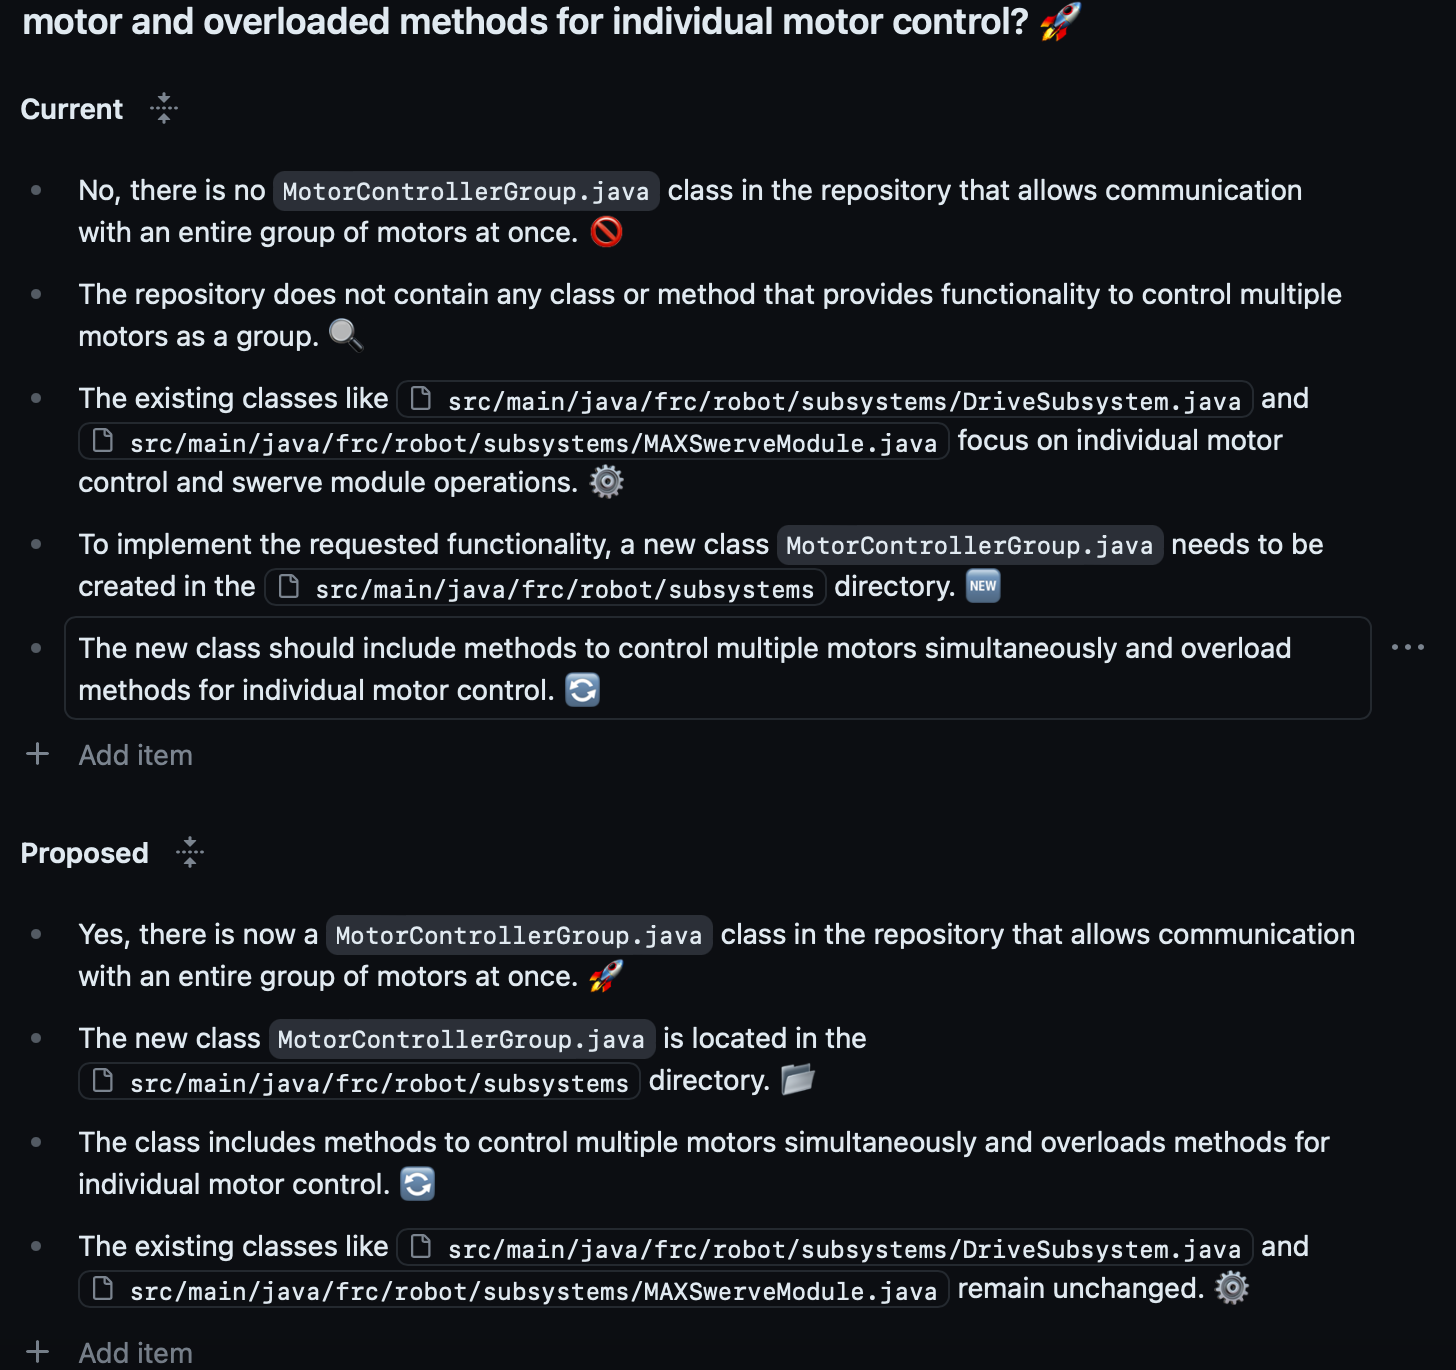 motor and overloaded methods for individual motor control? 🚀
Current
No, there is no MotorControllerGroup.java class in the repository that allows communication
with an entire group of motors at once. 🚫
The repository does not contain any class or method that provides functionality to control multiple
motors as a group. 🔍
The existing classes like src/main/java/frc/robot/subsystems/DriveSubsystem.java and
src/main/java/frc/robot/subsystems/MAXSwerveModule.java focus on individual motor
control and swerve module operations. ⚙️
To implement the requested functionality, a new class MotorControllerGroup.java needs to be
created in the src/main/java/frc/robot/subsystems directory. 🆕
The new class should include methods to control multiple motors simultaneously and overload
methods for individual motor control. 🔄
Add item
Proposed
Yes, there is now a MotorControllerGroup.java class in the repository that allows communication
with an entire group of motors at once. 🚀
The new class MotorControllerGroup.java is located in the
src/main/java/frc/robot/subsystems directory. 📂
The class includes methods to control multiple motors simultaneously and overloads methods for
individual motor control. 🔄
The existing classes like src/main/java/frc/robot/subsystems/DriveSubsystem.java and
src/main/java/frc/robot/subsystems/MAXSwerveModule.java remain unchanged. ⚙️
Add item